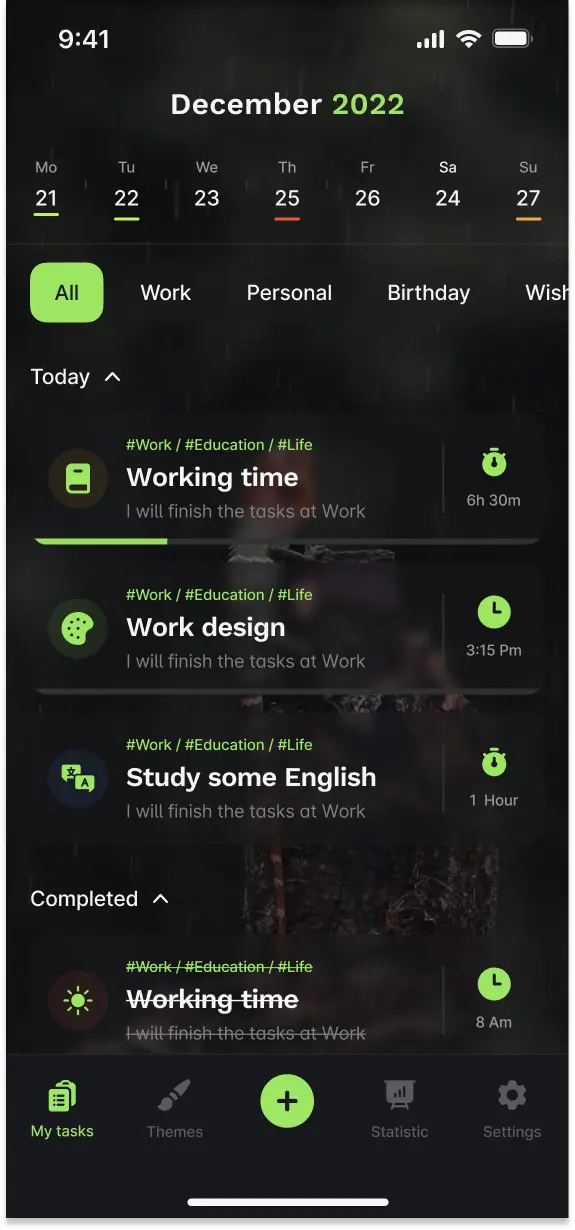 9:41
December 2022
Mo Tu We Th Fr Sa Su
21 22 23 25 26 24 27
All Work Personal Birthday Wish
Today
#Work / #Education / #Life
Working time
I will finish the tasks at Work
6h 30m
#Work / #Education / #Life
Work design
I will finish the tasks at Work
3:15 Pm
#Work / #Education / #Life
Study some English
I will finish the tasks at Work
1 Hour
Completed
#Work / #Education / #Life
Working time
I will finish the tasks at Work
8 Am
My tasks Themes Statistic Settings